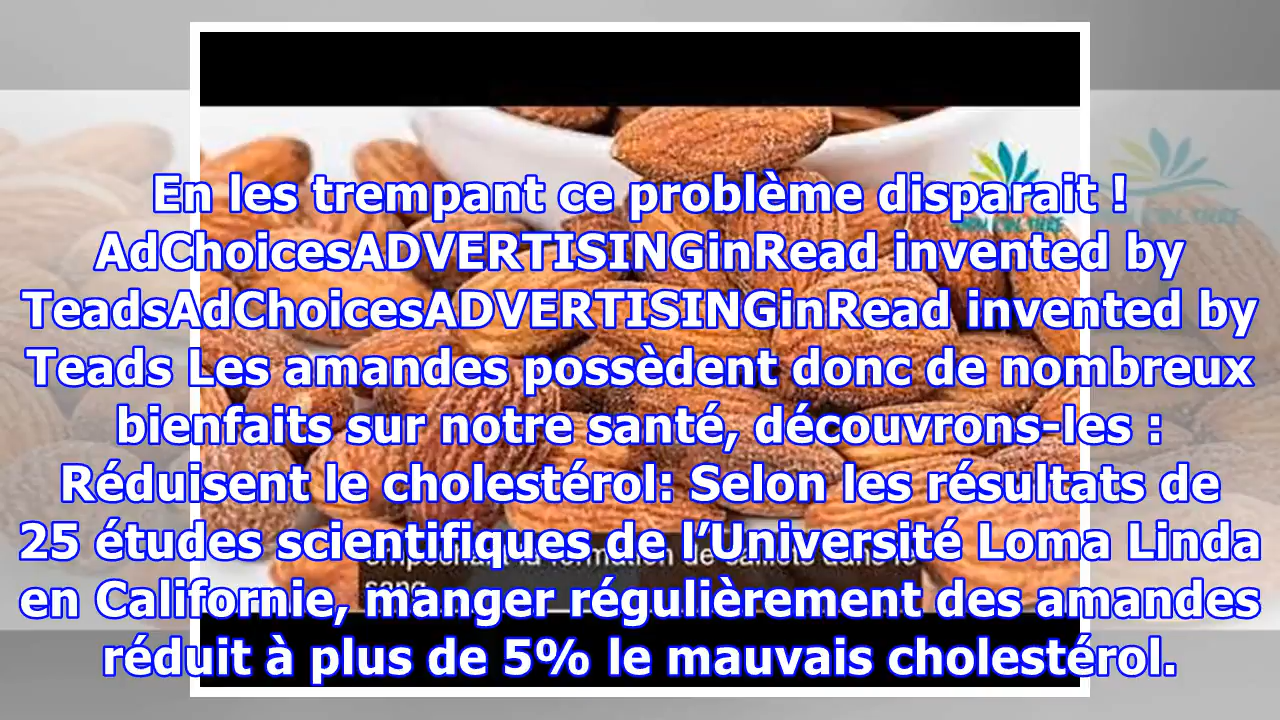 En les trempant ce problème disparait !
AdChoicesADVERTISINGinRead invented by
TeadsAdChoicesADVERTISINGinRead invented by
Teads Les amandes possèdent donc de nombreux
bienfaits sur notre santé, découvrons-les :
Réduisent le cholestérol: Selon les résultats de
25 études scientifiques de l’Université Loma Linda
en Californie, manger régulièrement des amandes
réduit à plus de 5% le mauvais cholestérol.
sang